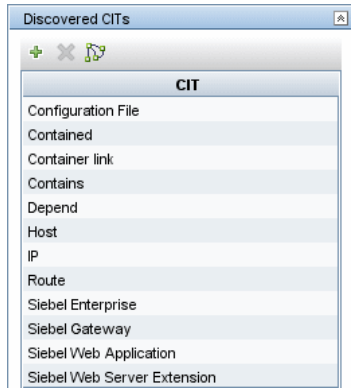 Discovered CITs
CIT
Configuration File
Contained
Container link
Contains
Depend
Host
IP
Route
Siebel Enterprise
Siebel Gateway
Siebel Web Application
Siebel Web Server Extension